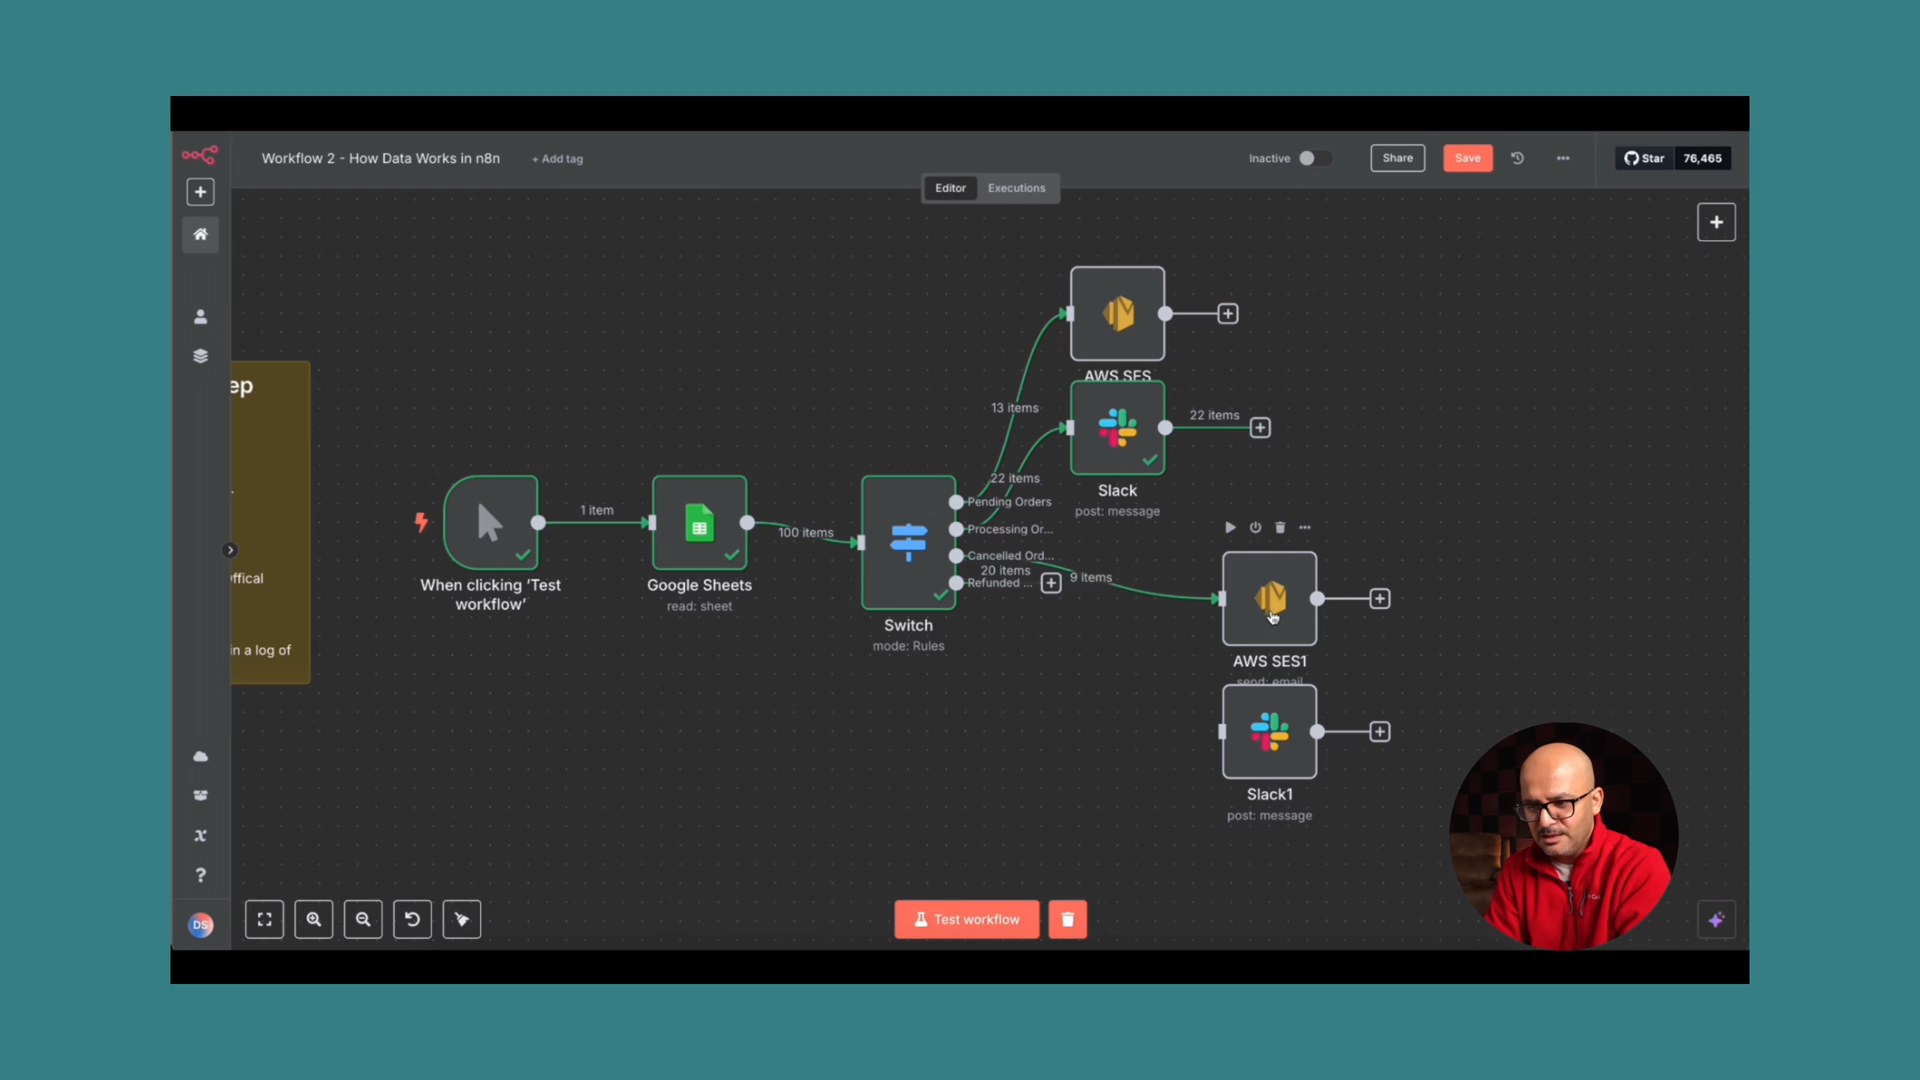 Workflow 2 - How Data Works in n8n
+ Add tag
Inactive
Share
Save
Star
76,465
Editor
Executions
ep
ffical
in a log of
1 item
100 items
When clicking ‘Test
workflow’
Google Sheets
read: sheet
Switch
mode: Rules
13 items
22 items
Pending Orders
Processing Or...
Cancelled Ord...
20 items
Refunded ...
9 items
AWS SES
22 items
Slack
post: message
AWS SES1
send: email
Slack1
post: message
?
DS
Test workflow